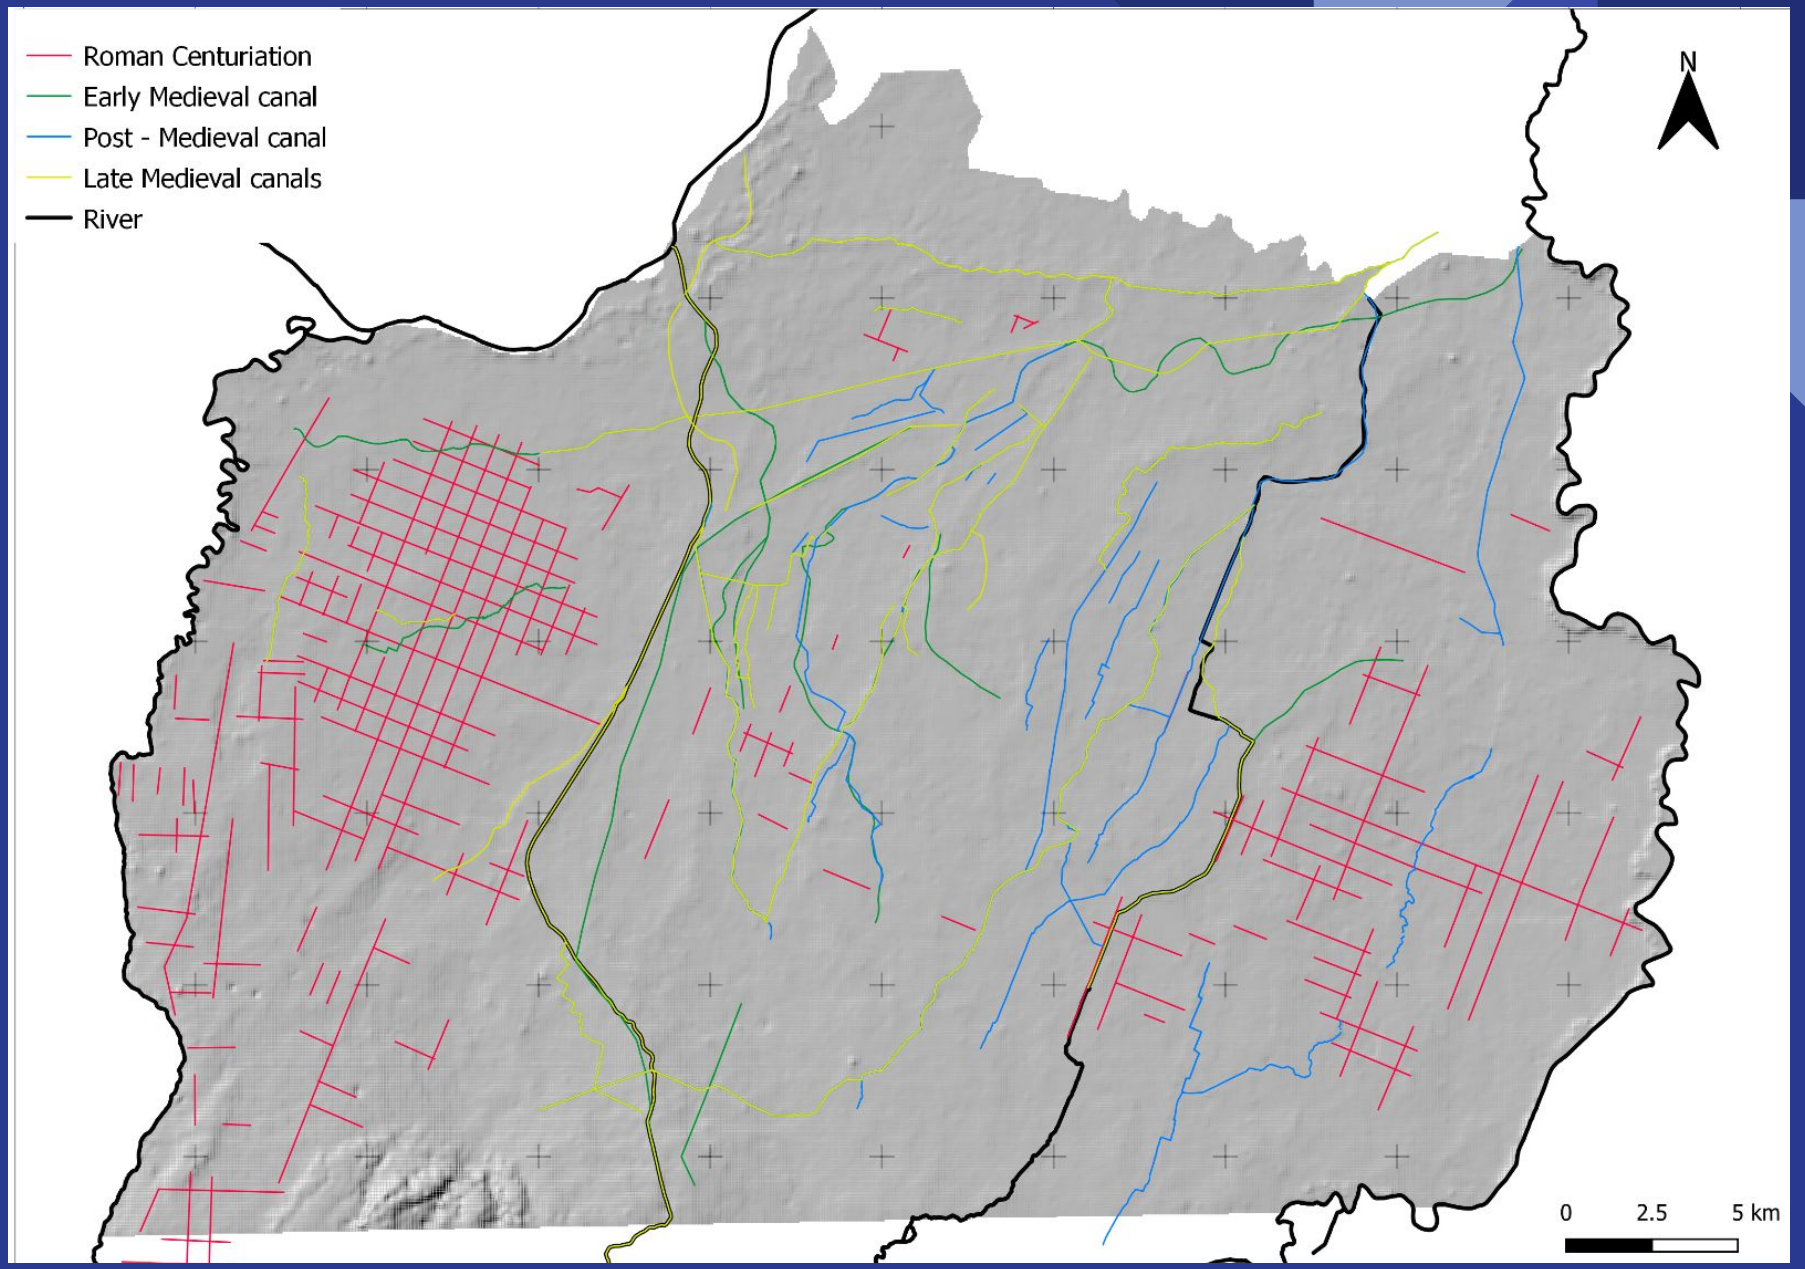 Roman Centuriation
Early Medieval canal
Post - Medieval canal
Late Medieval canals
River
N
0 2.5 5 km